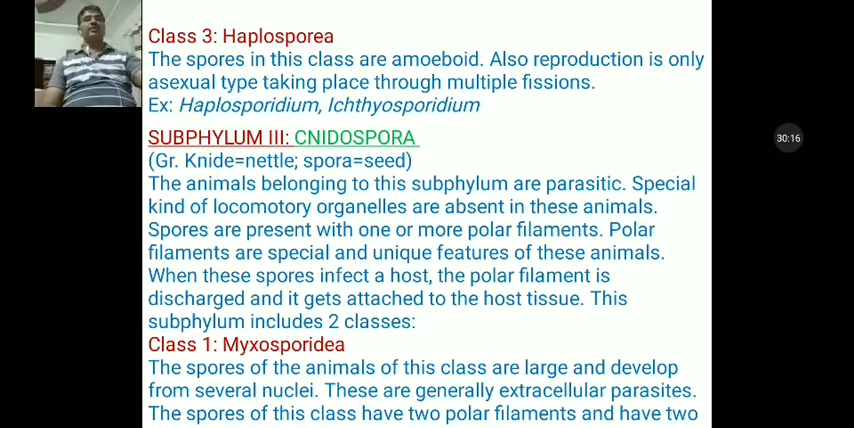 Class 3: Haplosporea
The spores in this class are amoeboid. Also reproduction is only
asexual type taking place through multiple fissions.
Ex: Haplosporidium, Ichthyosporidium
SUBPHYLUM III: CNIDOSPORA
(Gr. Knide=nettle; spora=seed)
The animals belonging to this subphylum are parasitic. Special
kind of locomotory organelles are absent in these animals.
Spores are present with one or more polar filaments. Polar
filaments are special and unique features of these animals.
When these spores infect a host, the polar filament is
discharged and it gets attached to the host tissue. This
subphylum includes 2 classes:
Class 1: Myxosporidea
The spores of the animals of this class are large and develop
from several nuclei. These are generally extracellular parasites.
The spores of this class have two polar filaments and have two
30:16